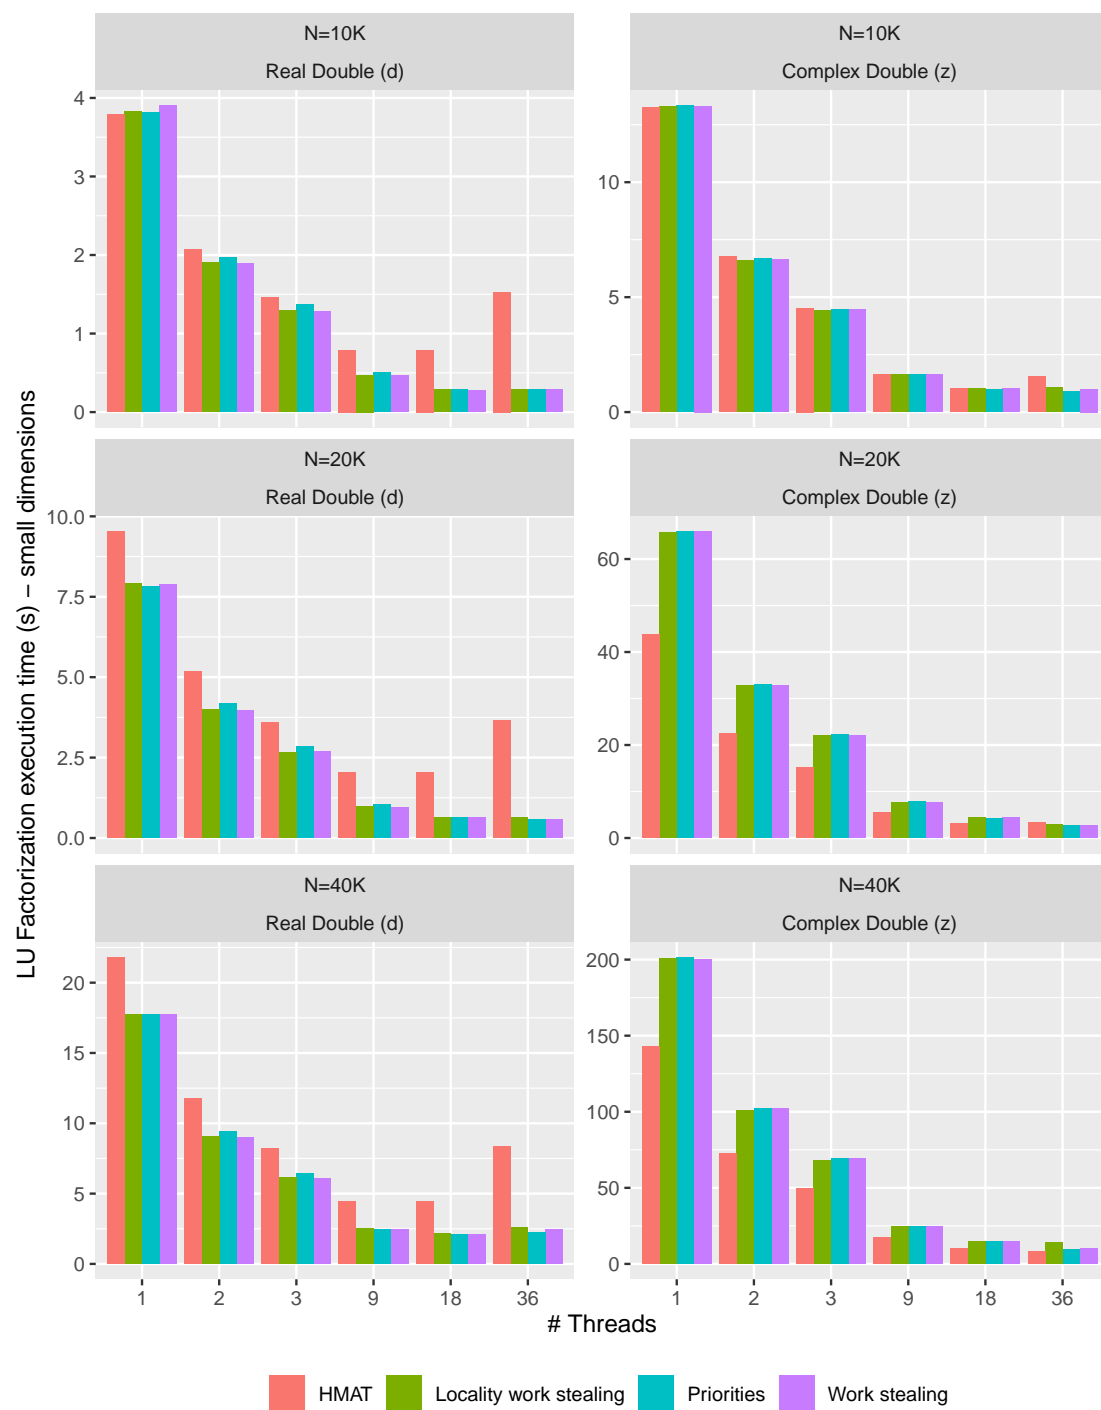 N=10K
Real Double (d)
N=10K
Complex Double (z)
4
3
2
1
0
10
5
0
N=20K
Real Double (d)
N=20K
Complex Double (z)
10.0
7.5
5.0
2.5
0.0
60
40
20
0
N=40K
Real Double (d)
N=40K
Complex Double (z)
20
15
10
5
0
200
150
100
50
0
1 2 3 9 18 36
1 2 3 9 18 36
LU Factorization execution time (s) − small dimensions
# Threads
HMAT Locality work stealing Priorities Work stealing